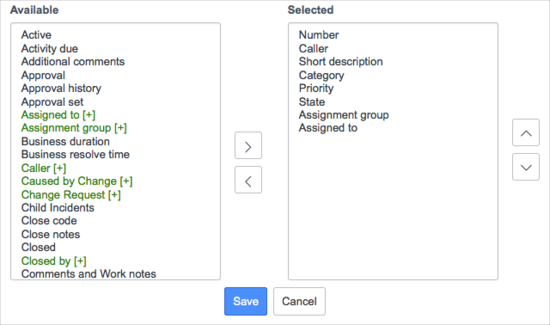 Available
Active
Activity due
Additional comments
Approval
Approval history
Approval set
Assigned to [+]
Assignment group [+]
Business duration
Business resolve time
Caller [+]
Caused by Change [+]
Change Request [+]
Child Incidents
Close code
Close notes
Closed
Closed by [+]
Comments and Work notes
Selected
Number
Caller
Short description
Category
Priority
State
Assignment group
Assigned to
Save
Cancel